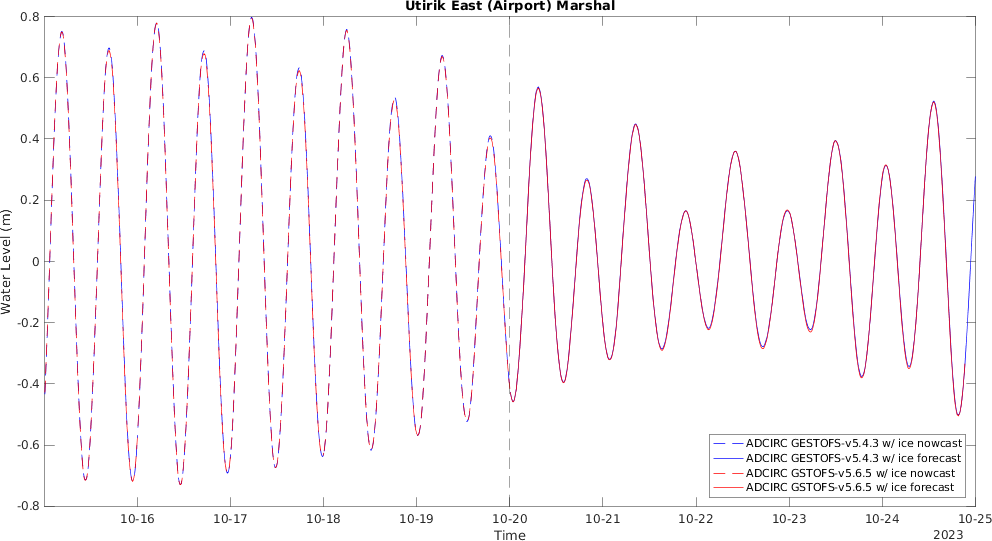 Utirik East (Airport) Marshal
0.8
0.6
0.4
0.2
0
-0.2
-0.4
-0.6
-0.8
Water Level (m)
ADCIRC GESTOFS-v5.4.3 w/ ice nowcast
ADCIRC GESTOFS-v5.4.3 w/ ice forecast
ADCIRC GSTOFS-v5.6.5 w/ ice nowcast
ADCIRC GSTOFS-v5.6.5 w/ ice forecast
10-16 10-17 10-18 10-19 10-20 10-21 10-22 10-23 10-24 10-25
Time
2023